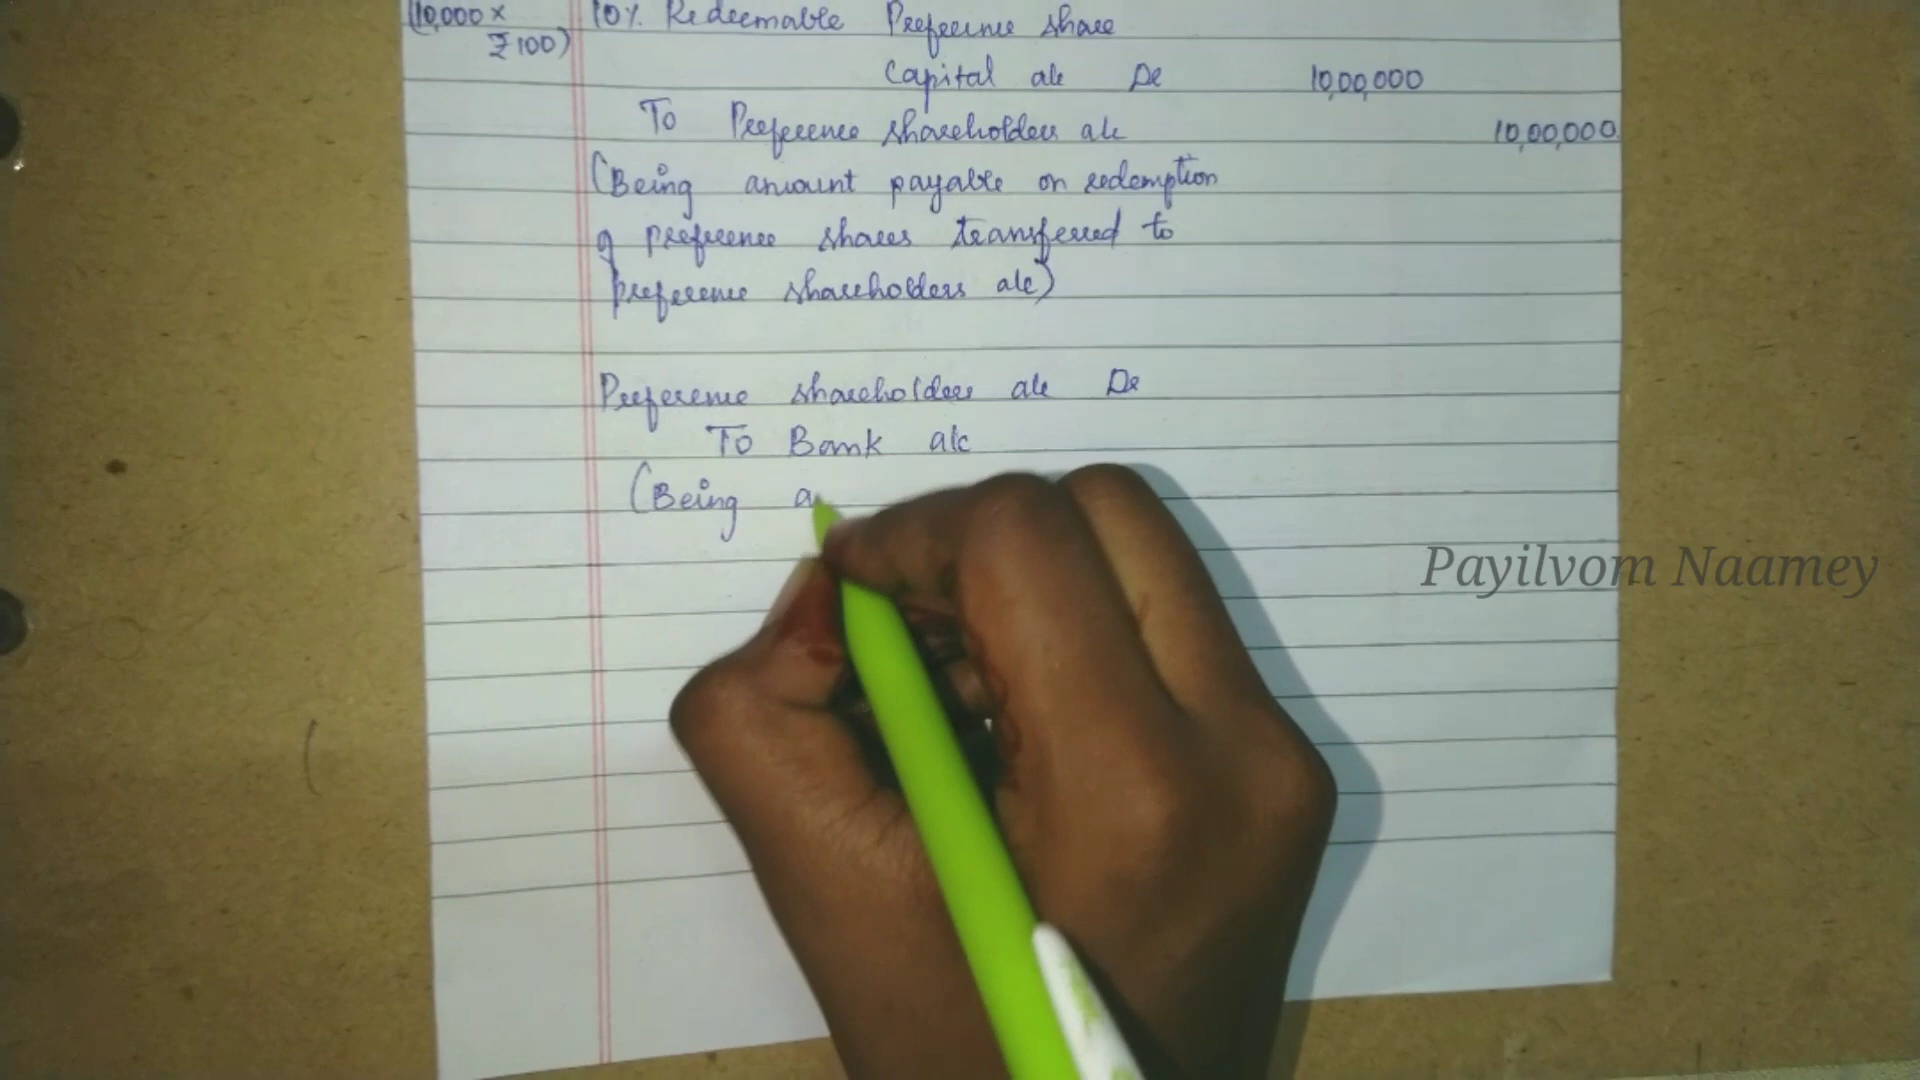 (10,000 × 10% Redeemable Preference share
₹100)
Capital a/c Dr 10,00,000
To Preference shareholders a/c 10,00,000
(Being amount payable on redemption
of preference shares transferred to
preference shareholders a/c)
Preference shareholders a/c Dr
To Bank a/c
(Being a
Payilvom Naamey